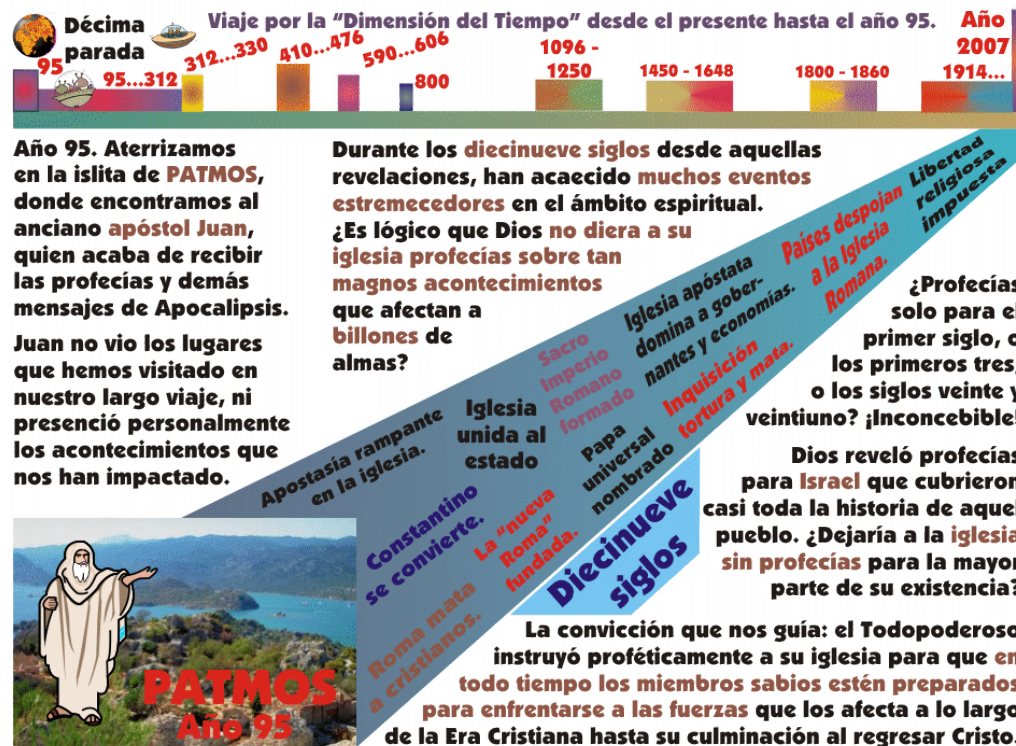 Décima
parada
Viaje por la “Dimensión del Tiempo” desde el presente hasta el año 95.
Año
2007
95
95...312
312...330
410...476
590...606
800
1096 -
1250
1450 - 1648
1800 - 1860
1914...
Año 95. Aterrizamos
en la islita de PATMOS,
donde encontramos al
anciano apóstol Juan,
quien acaba de recibir
las profecías y demás
mensajes de Apocalipsis.
Juan no vio los lugares
que hemos visitado en
nuestro largo viaje, ni
presenció personalmente
los acontecimientos que
nos han impactado.
Durante los diecinueve siglos desde aquellas
revelaciones, han acaecido muchos eventos
estremecedores en el ámbito espiritual.
¿Es lógico que Dios no diera a su
iglesia profecías sobre tan
magnos acontecimientos
que afectan a
billones de
almas?
Libertad
religiosa
impuesta
Países despojan
a la Iglesia
Romana.
Iglesia apóstata
domina a gober-
nantes y economías.
Inquisición
tortura y mata.
Sacro
Imperio
Romano
formado
Papa
universal
nombrado
Iglesia
unida al
estado
La “nueva
Roma”
fundada.
Apostasía rampante
en la iglesia.
Constantino
se convierte.
Roma mata
a cristianos.
Diecinueve
siglos
¿Profecías
solo para el
primer siglo, o
los primeros tres,
o los siglos veinte y
veintiuno? ¡Inconcebible!
Dios reveló profecías
para Israel que cubrieron
casi toda la historia de aquel
pueblo. ¿Dejaría a la iglesia
sin profecías para la mayor
parte de su existencia?
La convicción que nos guía: el Todopoderoso
instruyó proféticamente a su iglesia para que en
todo tiempo los miembros sabios estén preparados
para enfrentarse a las fuerzas que los afecta a lo largo
de la Era Cristiana hasta su culminación al regresar Cristo.
PATMOS
Año 95